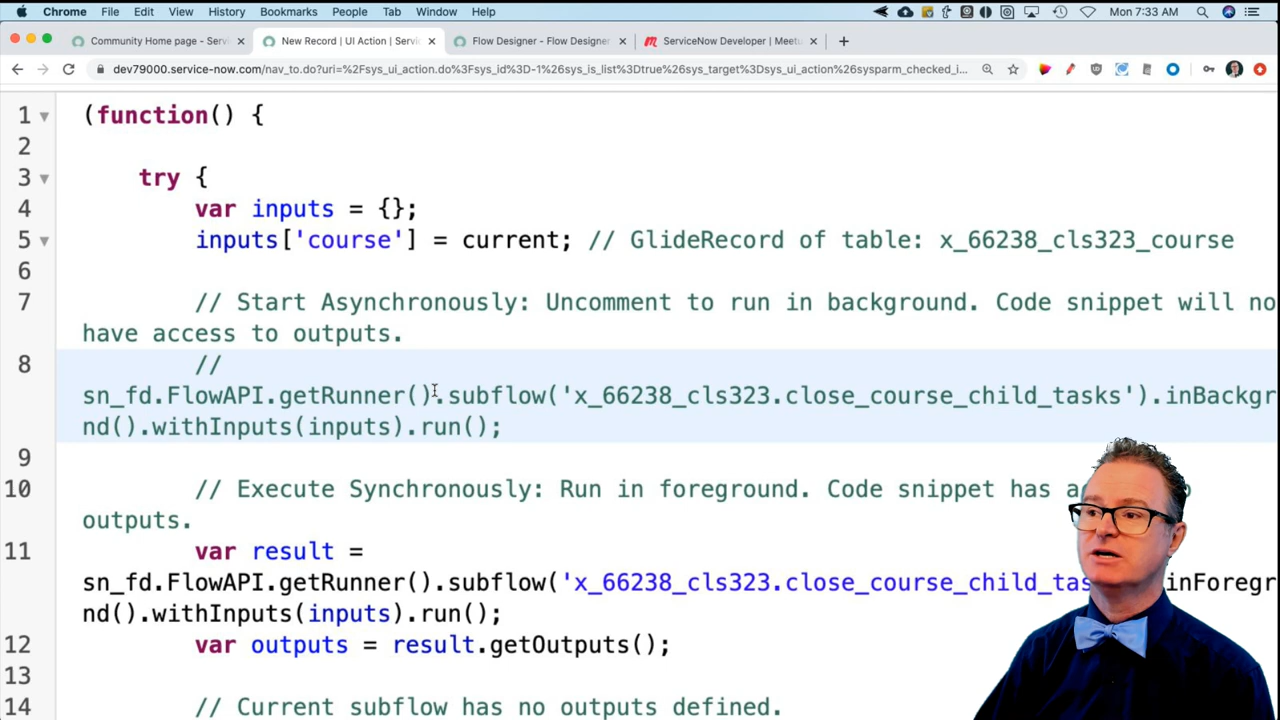 Chrome File Edit View History Bookmarks People Tab Window Help Mon 7:33 AM
Community Home page - Servi
New Record | UI Action | Servic
Flow Designer - Flow Designer
ServiceNow Developer | Meetu
dev79000.service-now.com/nav_to.do?uri=%2Fsys_ui_action.do%3Fsys_id%3D-1%26sys_is_list%3Dtrue%26sys_target%3Dsys_ui_action%26sysparm_checked_i...
1 (function() {
2
3 try {
4 var inputs = {};
5 inputs['course'] = current; // GlideRecord of table: x_66238_cls323_course
6
7 // Start Asynchronously: Uncomment to run in background. Code snippet will no
have access to outputs.
8 //
sn_fd.FlowAPI.getRunner().subflow('x_66238_cls323.close_course_child_tasks').inBackgr
nd().withInputs(inputs).run();
9
10 // Execute Synchronously: Run in foreground. Code snippet has
outputs.
11 var result =
sn_fd.FlowAPI.getRunner().subflow('x_66238_cls323.close_course_child_tas .inForegr
nd().withInputs(inputs).run();
12 var outputs = result.getOutputs();
13
14 // Current subflow has no outputs defined.